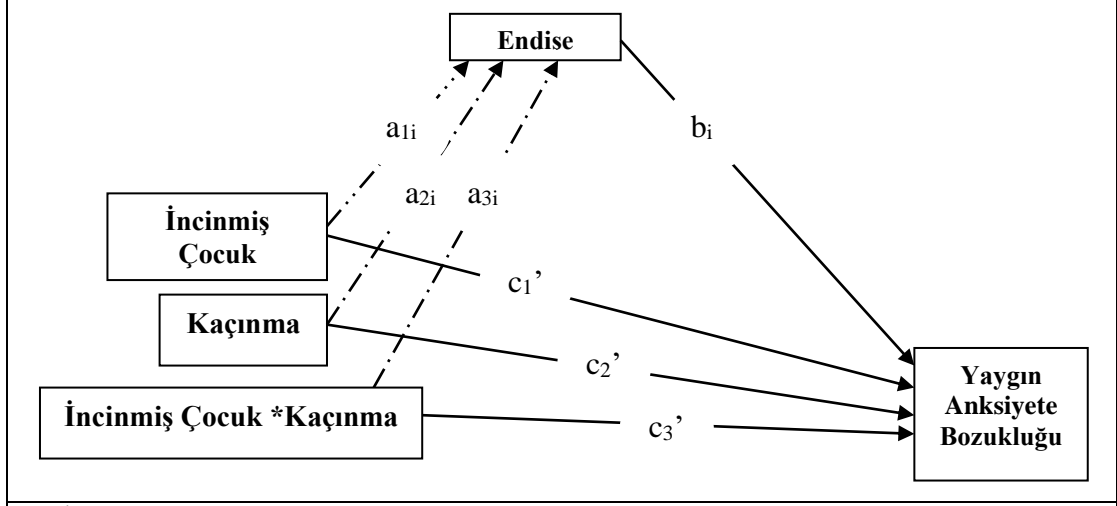 Endise
a1i
bi
a2i a3i
İncinmiş
Çocuk
c1’
Kaçınma
c2’
Yaygın
Anksiyete
Bozukluğu
İncinmiş Çocuk *Kaçınma
c3’